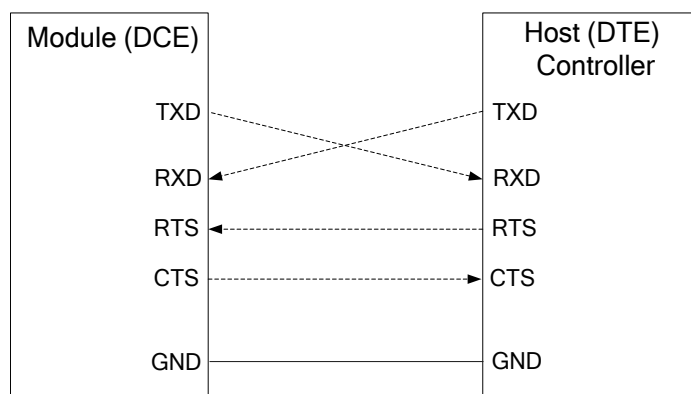 Module (DCE)
TXD
RXD
RTS
CTS
GND
Host (DTE)
Controller
TXD
RXD
RTS
CTS
GND